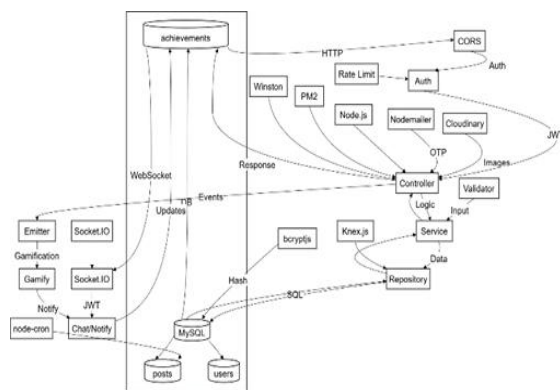 achievements
HTTP
CORS
Auth
Rate Limit
Auth
Winston
PM2
Node.js
Nodemailer
Cloudinary
JW
OTP
Images
WebSocket
Response
Controller
Validator
Events
Updates
Logic
Input
Emitter
Socket.IO
bcryptjs
Knex.js
Service
Gamification
Data
Gamify
Socket.IO
Hash
Repository
SQL
Notify
JWT
node-cron
Chat/Notify
MySQL
posts
users